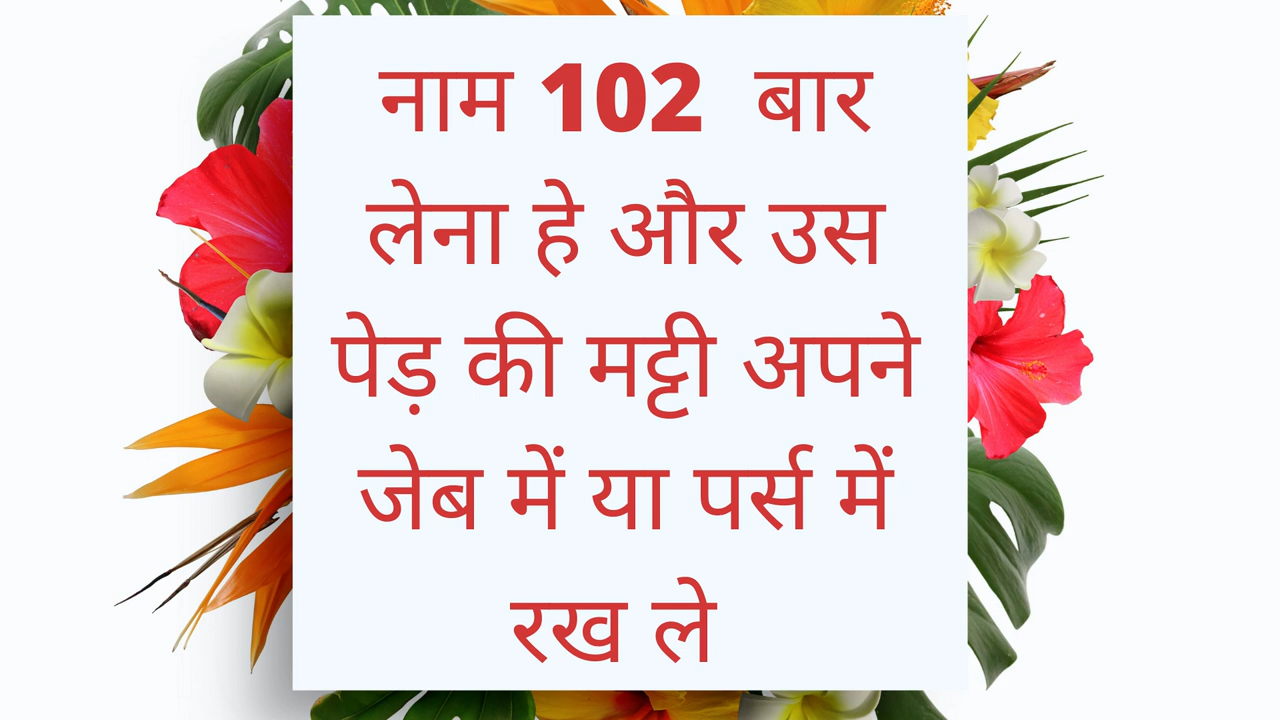 नाम 102 बार
लेना हे और उस
पेड़ की मट्टी अपने
जेब में या पर्स में
रख ले